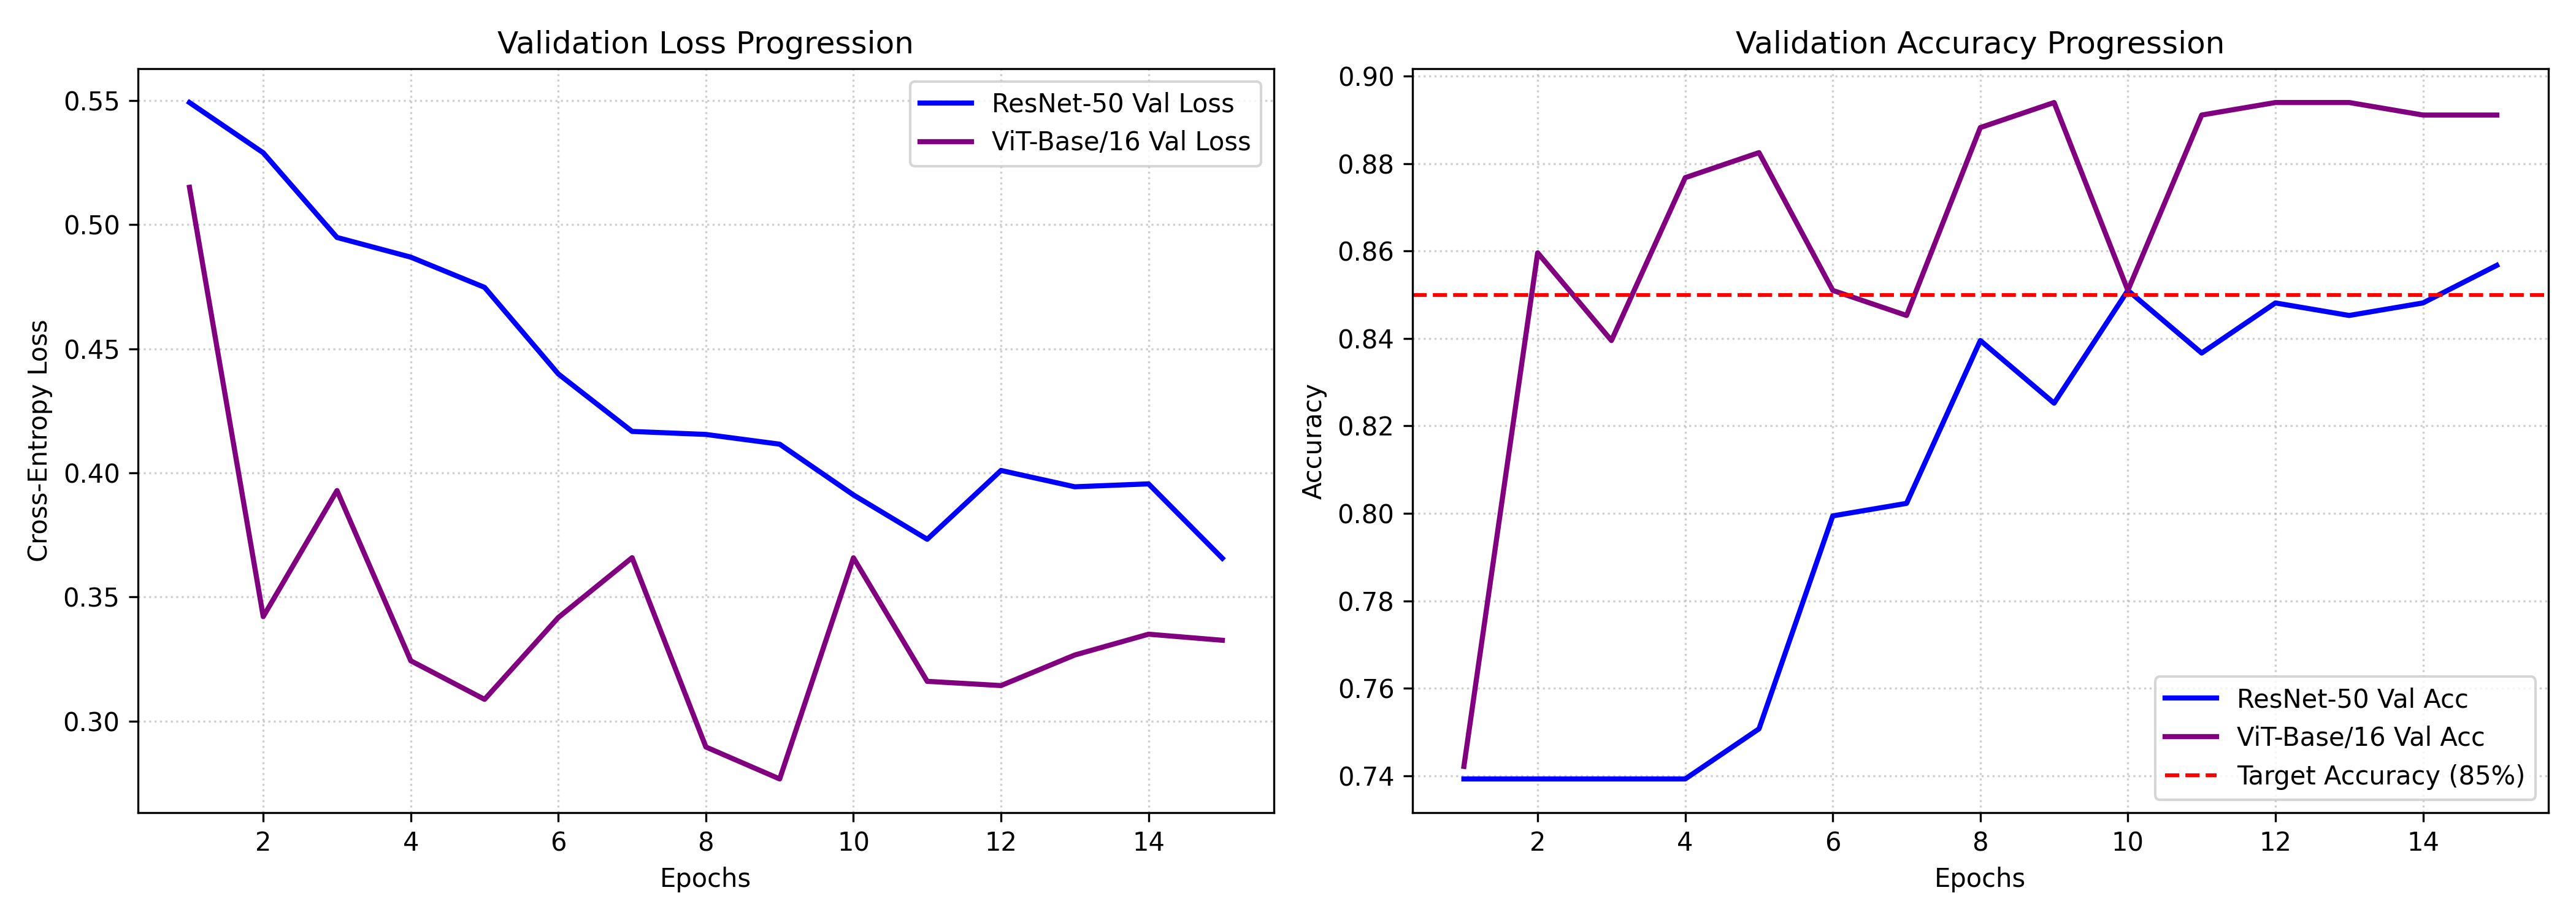 Validation Loss Progression
0.55
0.50
0.45
0.40
0.35
0.30
Cross-Entropy Loss
ResNet-50 Val Loss
ViT-Base/16 Val Loss
2 4 6 8 10 12 14
Epochs
Validation Accuracy Progression
0.90
0.88
0.86
0.84
0.82
0.80
0.78
0.76
0.74
Accuracy
ResNet-50 Val Acc
ViT-Base/16 Val Acc
Target Accuracy (85%)
2 4 6 8 10 12 14
Epochs